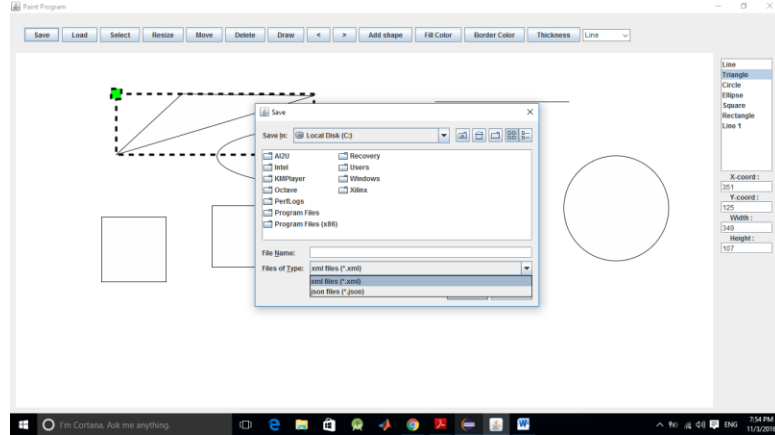 Paint Program
Save Load Select Resize Move Delete Draw < > Add shape Fill Color Border Color Thickness Line
Line
Triangle
Circle
Ellipse
Square
Rectangle
Line 1
X-coord :
351
Y-coord :
125
Width :
349
Height :
107
Save
Save In: Local Disk (C:)
AI2U Recovery
Intel Users
KMPlayer Windows
Octave Xilinx
PerfLogs
Program Files
Program Files (x86)
File Name:
Files of Type: xml files (*.xml)
xml files (*.xml)
json files (*.json)
I'm Cortana. Ask me anything.
ENG 7:54 PM
11/3/2016